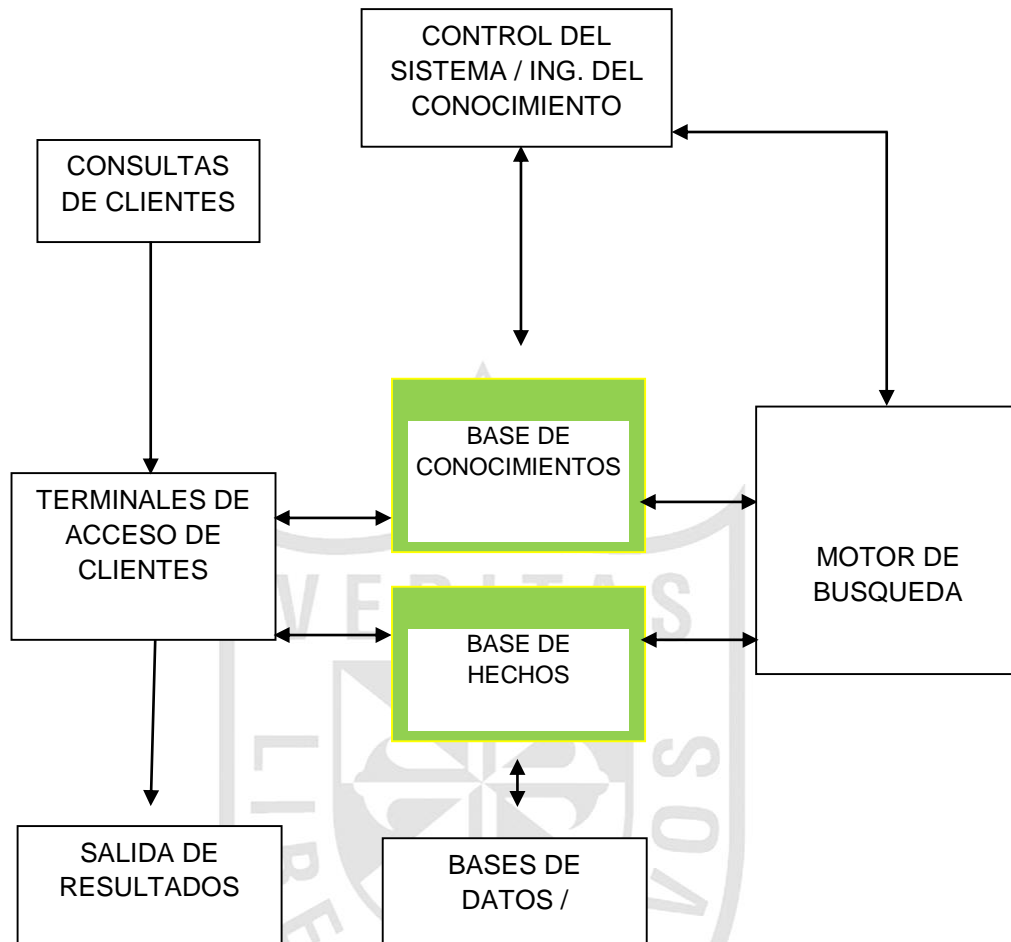 CONTROL DEL
SISTEMA / ING. DEL
CONOCIMIENTO
CONSULTAS
DE CLIENTES
BASE DE
CONOCIMIENTOS
TERMINALES DE
ACCESO DE
CLIENTES
MOTOR DE
BUSQUEDA
VERITAS
BASE DE
HECHOS
SALIDA DE
RESULTADOS
BASES DE
DATOS /